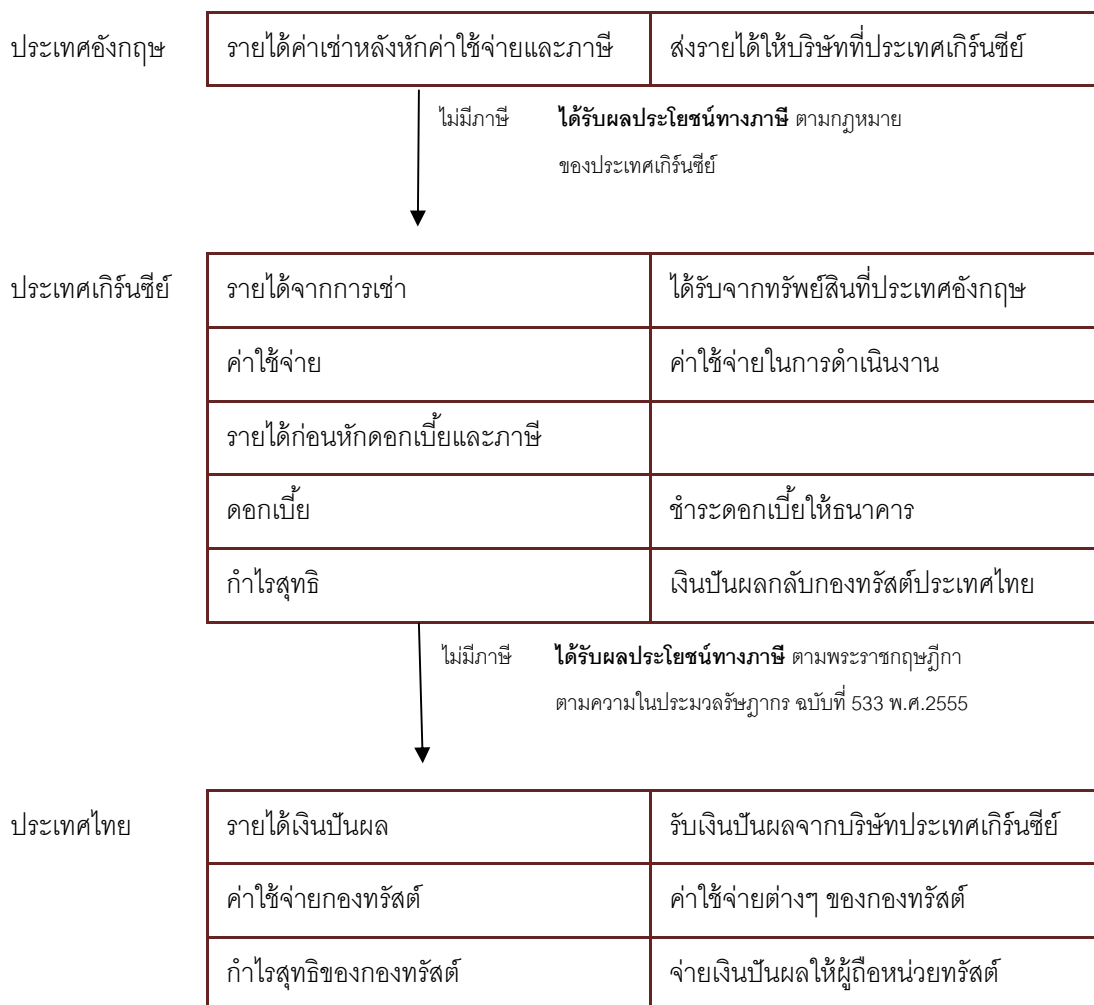 ประเทศอังกฤษ รายได้ค่าเช่าหลังหักค่าใช้จ่ายและภาษี ส่งรายได้ให้บริษัทที่ประเทศเกิร์นซีย์
ไม่มีภาษี ได้รับผลประโยชน์ทางภาษี ตามกฎหมาย
ของประเทศเกิร์นซีย์
ประเทศเกิร์นซีย์ รายได้จากการเช่า ได้รับจากทรัพย์สินที่ประเทศอังกฤษ
ค่าใช้จ่าย ค่าใช้จ่ายในการดำเนินงาน
รายได้ก่อนหักดอกเบี้ยและภาษี
ดอกเบี้ย ชำระดอกเบี้ยให้ธนาคาร
กำไรสุทธิ เงินปันผลกลับกองทรัสต์ประเทศไทย
ไม่มีภาษี ได้รับผลประโยชน์ทางภาษี ตามพระราชกฤษฎีกา
ตามความในประมวลรัษฎากร ฉบับที่ 533 พ.ศ.2555
ประเทศไทย รายได้เงินปันผล รับเงินปันผลจากบริษัทประเทศเกิร์นซีย์
ค่าใช้จ่ายกองทรัสต์ ค่าใช้จ่ายต่างๆ ของกองทรัสต์
กำไรสุทธิของกองทรัสต์ จ่ายเงินปันผลให้ผู้ถือหน่วยทรัสต์